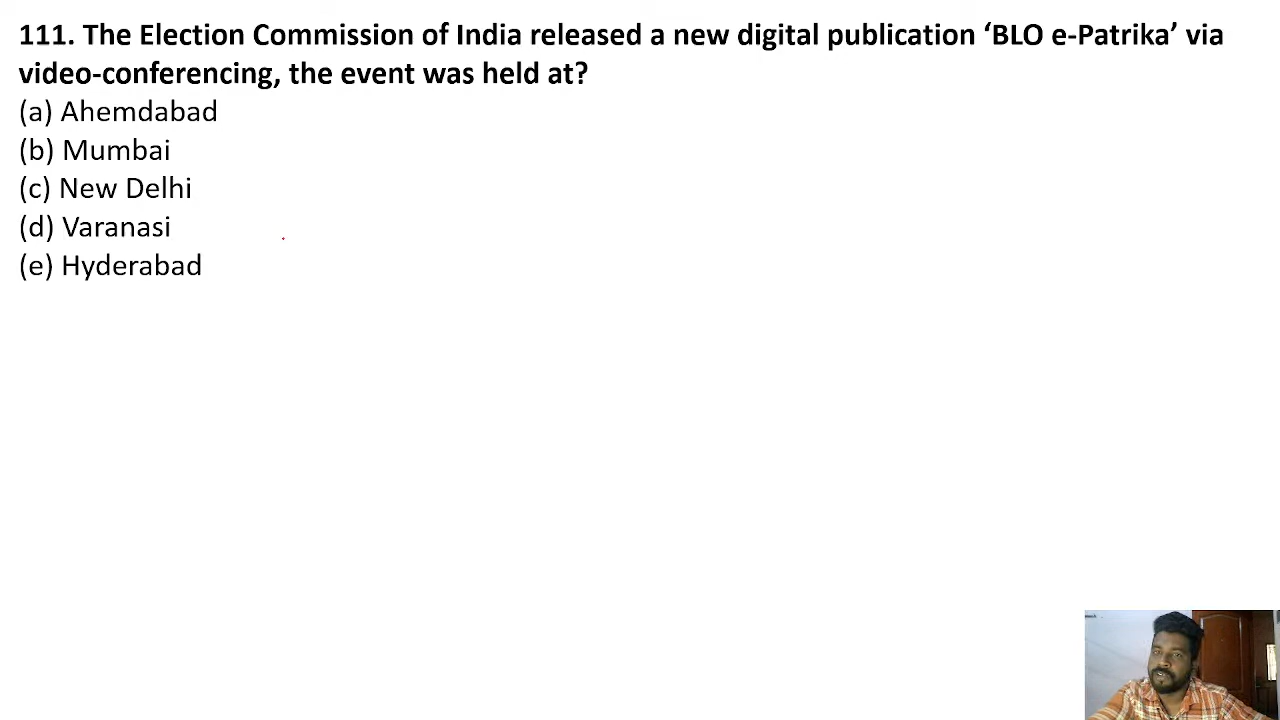 111. The Election Commission of India released a new digital publication ‘BLO e-Patrika’ via
video-conferencing, the event was held at?
(a) Ahemdabad
(b) Mumbai
(c) New Delhi
(d) Varanasi
(e) Hyderabad